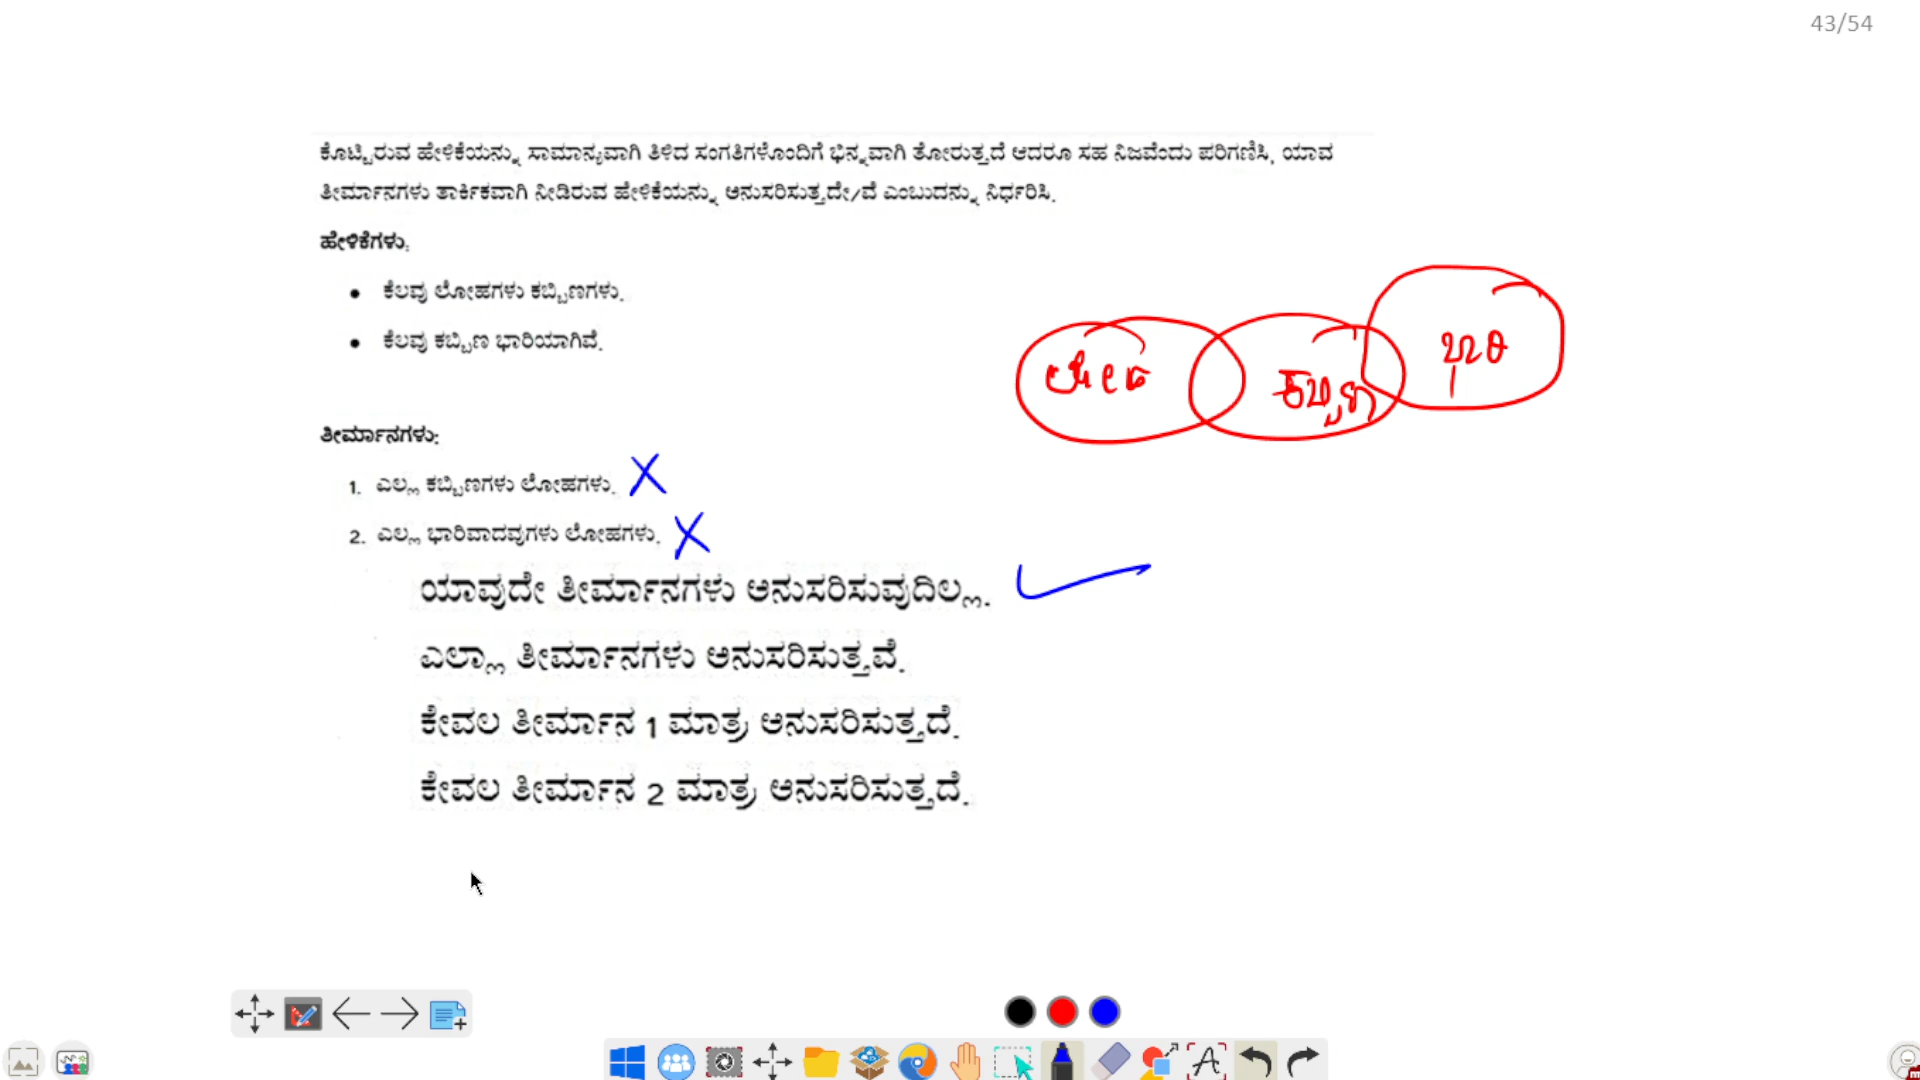 43/54
ಕೊಟ್ಟಿರುವ ಹೇಳಿಕೆಯನ್ನು ಸಾಮಾನ್ಯವಾಗಿ ತಿಳಿದ ಸಂಗತಿಗಳೊಂದಿಗೆ ಭಿನ್ನವಾಗಿ ತೋರುತ್ತದೆ ಆದರೂ ಸಹ ನಿಜವೆಂದು ಪರಿಗಣಿಸಿ, ಯಾವ
ತೀರ್ಮಾನಗಳು ತಾರ್ಕಿಕವಾಗಿ ನೀಡಿರುವ ಹೇಳಿಕೆಯನ್ನು ಅನುಸರಿಸುತ್ತದೇ/ವೆ ಎಂಬುದನ್ನು ನಿರ್ಧರಿಸಿ.
ಹೇಳಿಕೆಗಳು:
• ಕೆಲವು ಲೋಹಗಳು ಕಬ್ಬಿಣಗಳು.
• ಕೆಲವು ಕಬ್ಬಿಣ ಭಾರಿಯಾಗಿವೆ.
ಲೋಹ ಕಬ್ಬಿಣ ಭಾರಿ
ತೀರ್ಮಾನಗಳು:
1. ಎಲ್ಲ ಕಬ್ಬಿಣಗಳು ಲೋಹಗಳು.
2. ಎಲ್ಲ ಭಾರಿವಾದವುಗಳು ಲೋಹಗಳು.
ಯಾವುದೇ ತೀರ್ಮಾನಗಳು ಅನುಸರಿಸುವುದಿಲ್ಲ.
ಎಲ್ಲಾ ತೀರ್ಮಾನಗಳು ಅನುಸರಿಸುತ್ತವೆ.
ಕೇವಲ ತೀರ್ಮಾನ 1 ಮಾತ್ರ ಅನುಸರಿಸುತ್ತದೆ.
ಕೇವಲ ತೀರ್ಮಾನ 2 ಮಾತ್ರ ಅನುಸರಿಸುತ್ತದೆ.